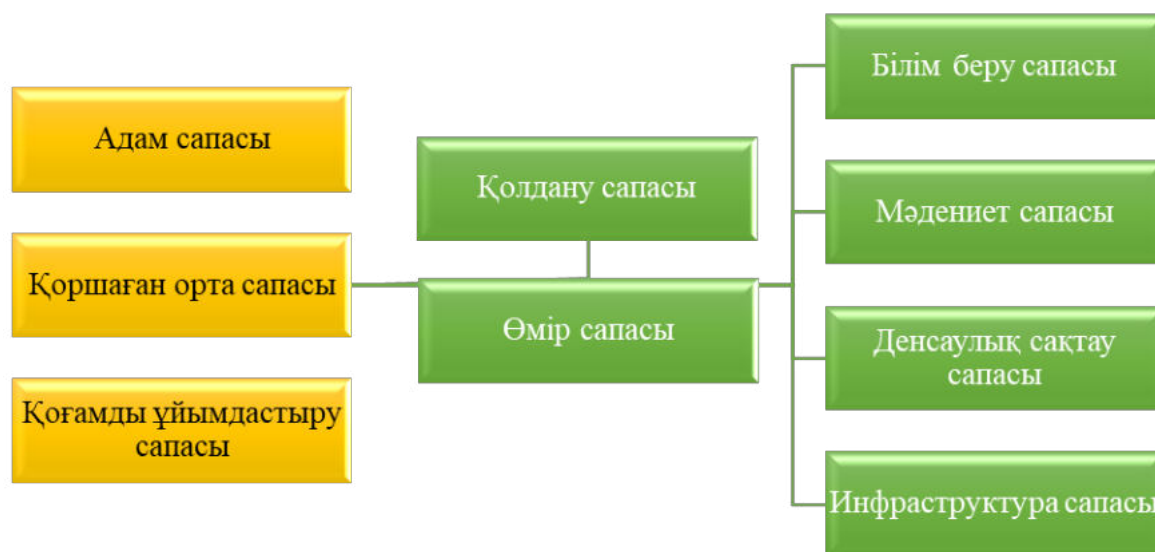 Адам сапасы
Қоршаған орта сапасы
Қоғамды ұйымдастыру
сапасы
Қолдану сапасы
Өмір сапасы
Білім беру сапасы
Мәдениет сапасы
Денсаулық сақтау
сапасы
Инфраструктура сапасы